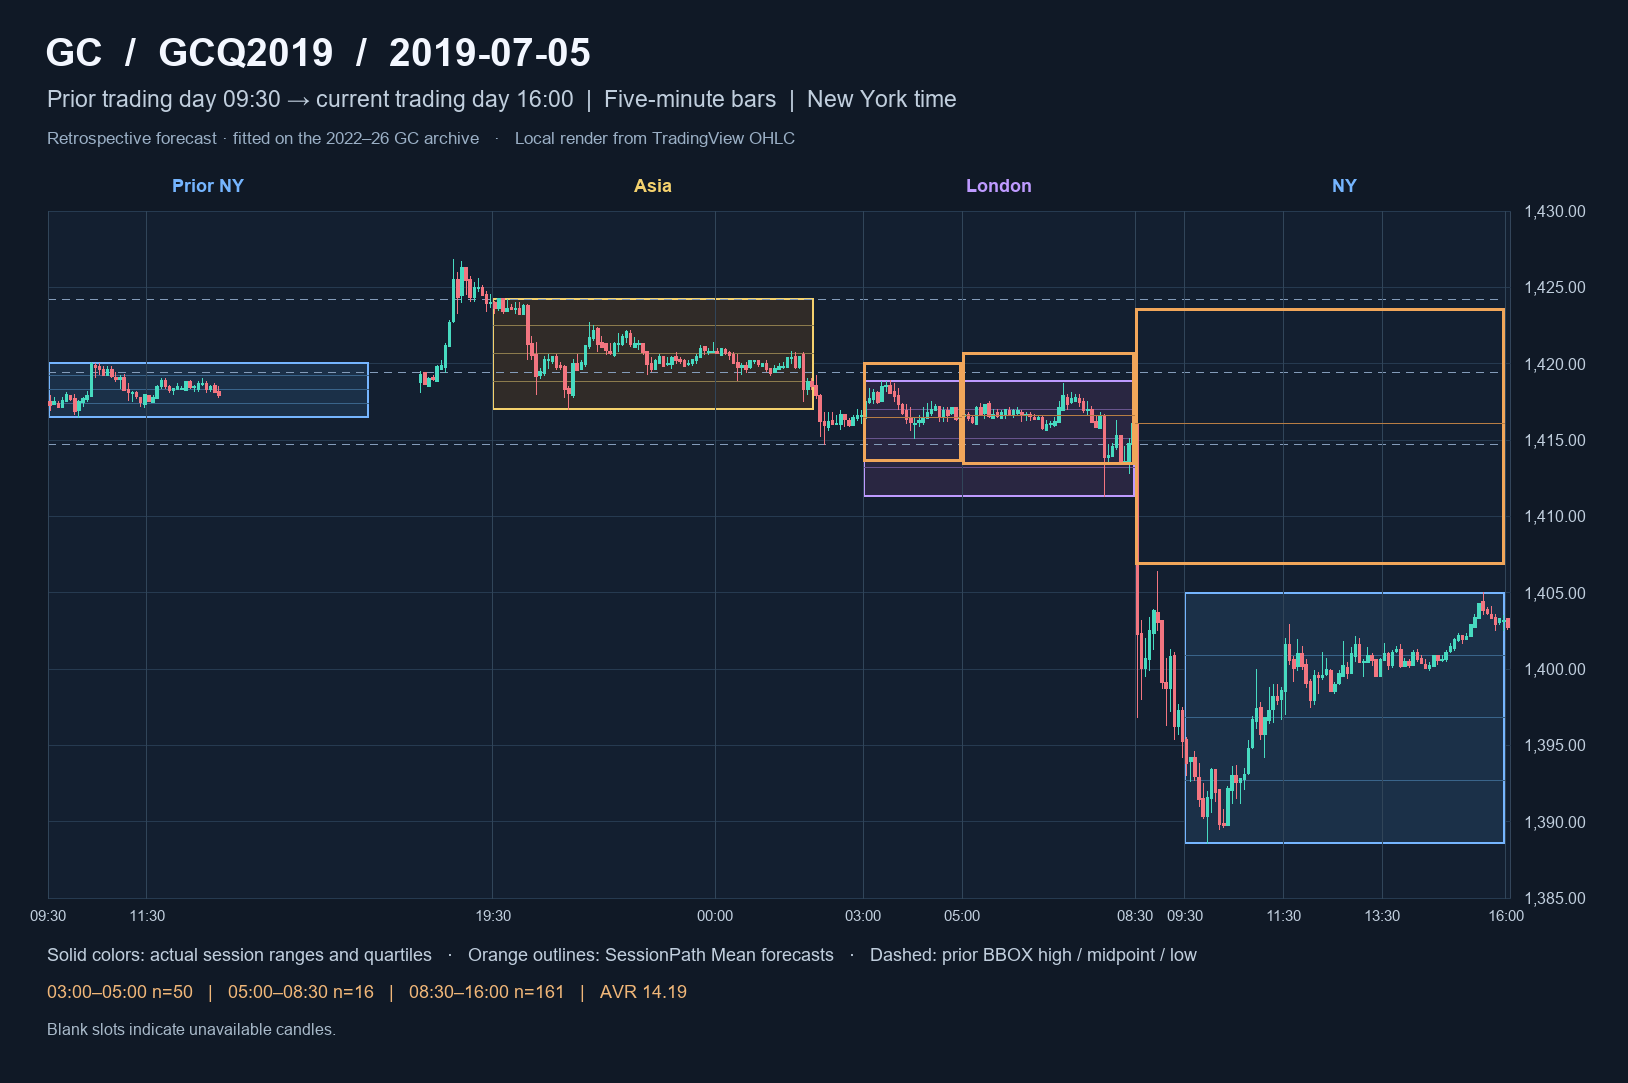 GC / GCQ2019 / 2019-07-05
Prior trading day 09:30 → current trading day 16:00 | Five-minute bars | New York time
Retrospective forecast · fitted on the 2022–26 GC archive · Local render from TradingView OHLC
Prior NY Asia London NY
1,430.00
1,425.00
1,420.00
1,415.00
1,410.00
1,405.00
1,400.00
1,395.00
1,390.00
1,385.00
09:30 11:30 19:30 00:00 03:00 05:00 08:30 09:30 11:30 13:30 16:00
Solid colors: actual session ranges and quartiles · Orange outlines: SessionPath Mean forecasts · Dashed: prior BBOX high / midpoint / low
03:00–05:00 n=50 | 05:00–08:30 n=16 | 08:30–16:00 n=161 | AVR 14.19
Blank slots indicate unavailable candles.